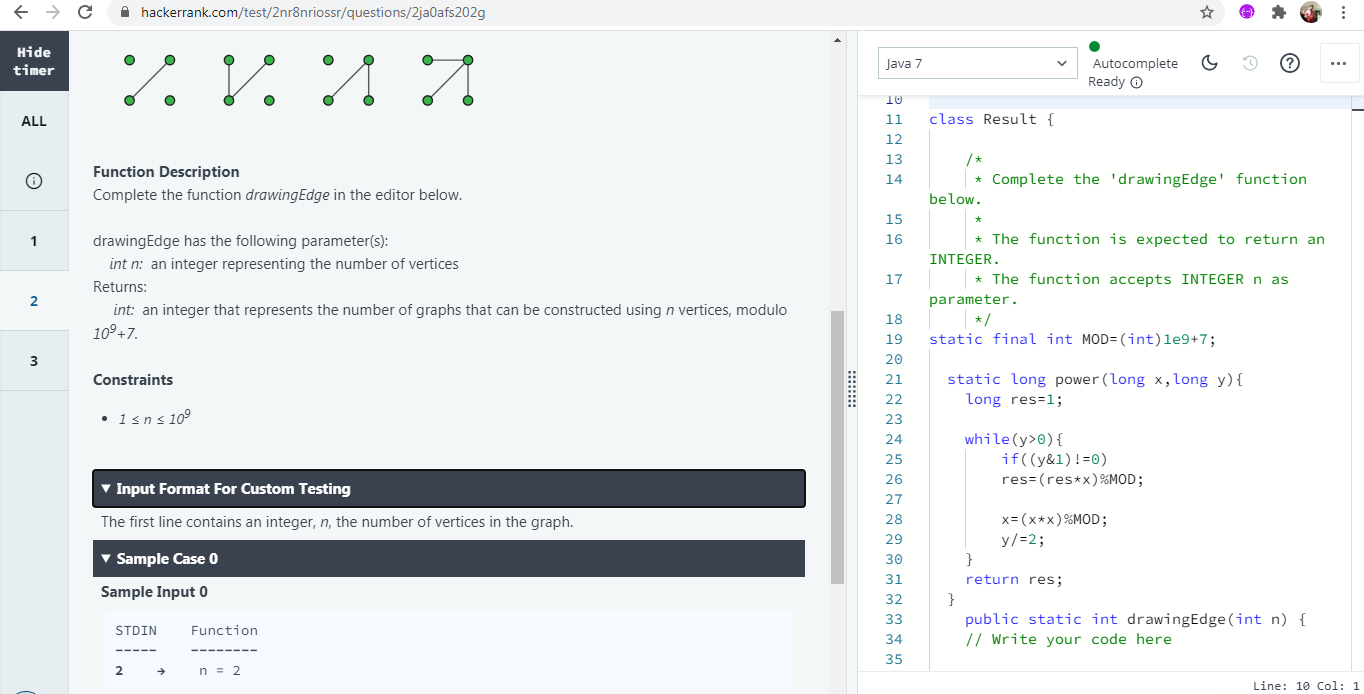 hackerrank.com/test/2nr8nriossr/questions/2ja0afs202g
Hide
timer
ALL
1
2
3
Function Description
Complete the function drawingEdge in the editor below.
drawingEdge has the following parameter(s):
int n: an integer representing the number of vertices
Returns:
int: an integer that represents the number of graphs that can be constructed using n vertices, modulo
10^9+7.
Constraints
• 1 ≤ n ≤ 10^9
▼ Input Format For Custom Testing
The first line contains an integer, n, the number of vertices in the graph.
▼ Sample Case 0
Sample Input 0
STDIN Function
----- --------
2 → n = 2
Java 7
Autocomplete
Ready
10
11 class Result {
12
13 /*
14 * Complete the 'drawingEdge' function
below.
15 *
16 * The function is expected to return an
INTEGER.
17 * The function accepts INTEGER n as
parameter.
18 */
19 static final int MOD=(int)1e9+7;
20
21 static long power(long x,long y){
22 long res=1;
23
24 while(y>0){
25 if((y&1)!=0)
26 res=(res*x)%MOD;
27
28 x=(x*x)%MOD;
29 y/=2;
30 }
31 return res;
32 }
33 public static int drawingEdge(int n) {
34 // Write your code here
35
Line: 10 Col: 1